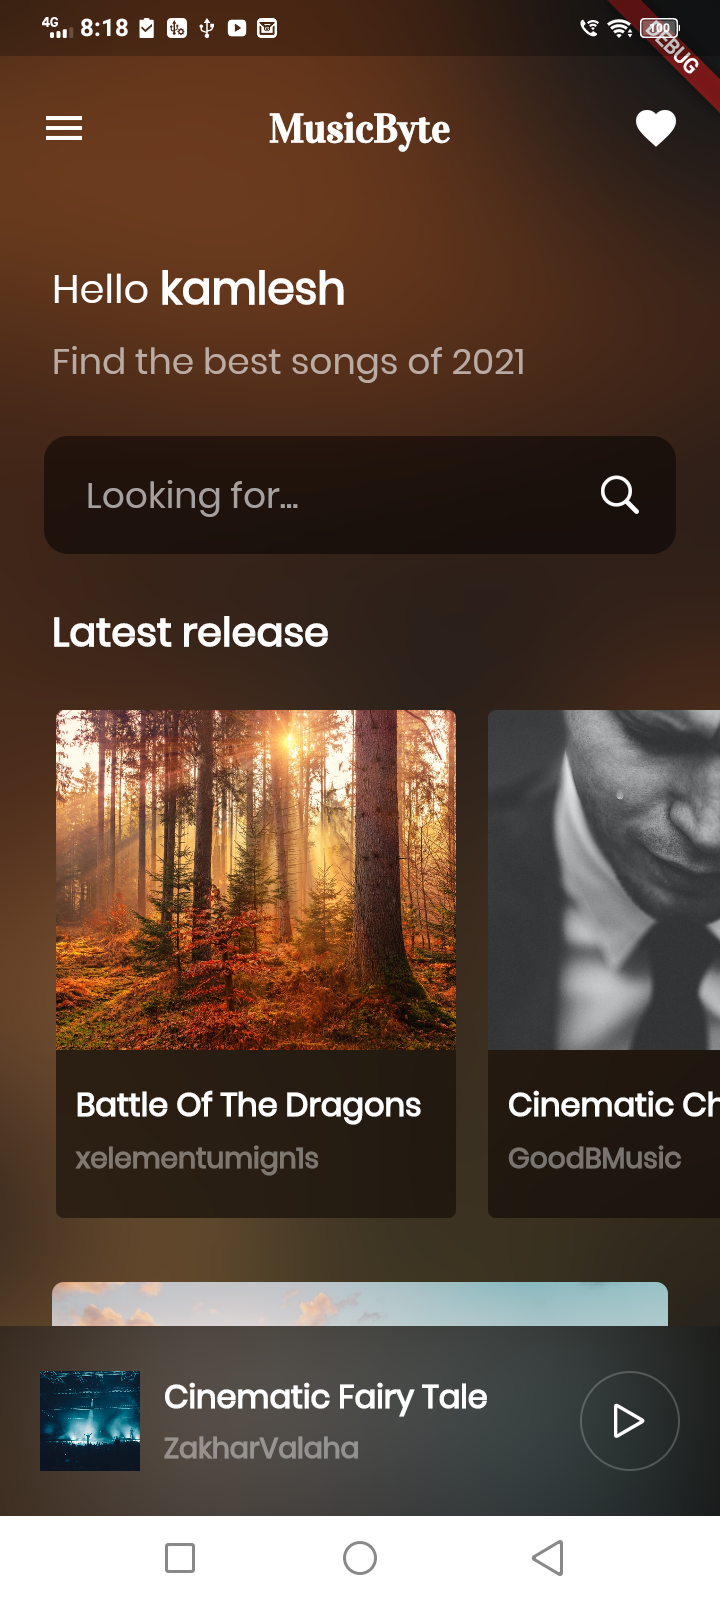 4G 8:18 100
DEBUG
MusicByte
Hello kamlesh
Find the best songs of 2021
Looking for...
Latest release
Battle Of The Dragons
xelementumign1s
Cinematic Ch
GoodBMusic
Cinematic Fairy Tale
ZakharValaha